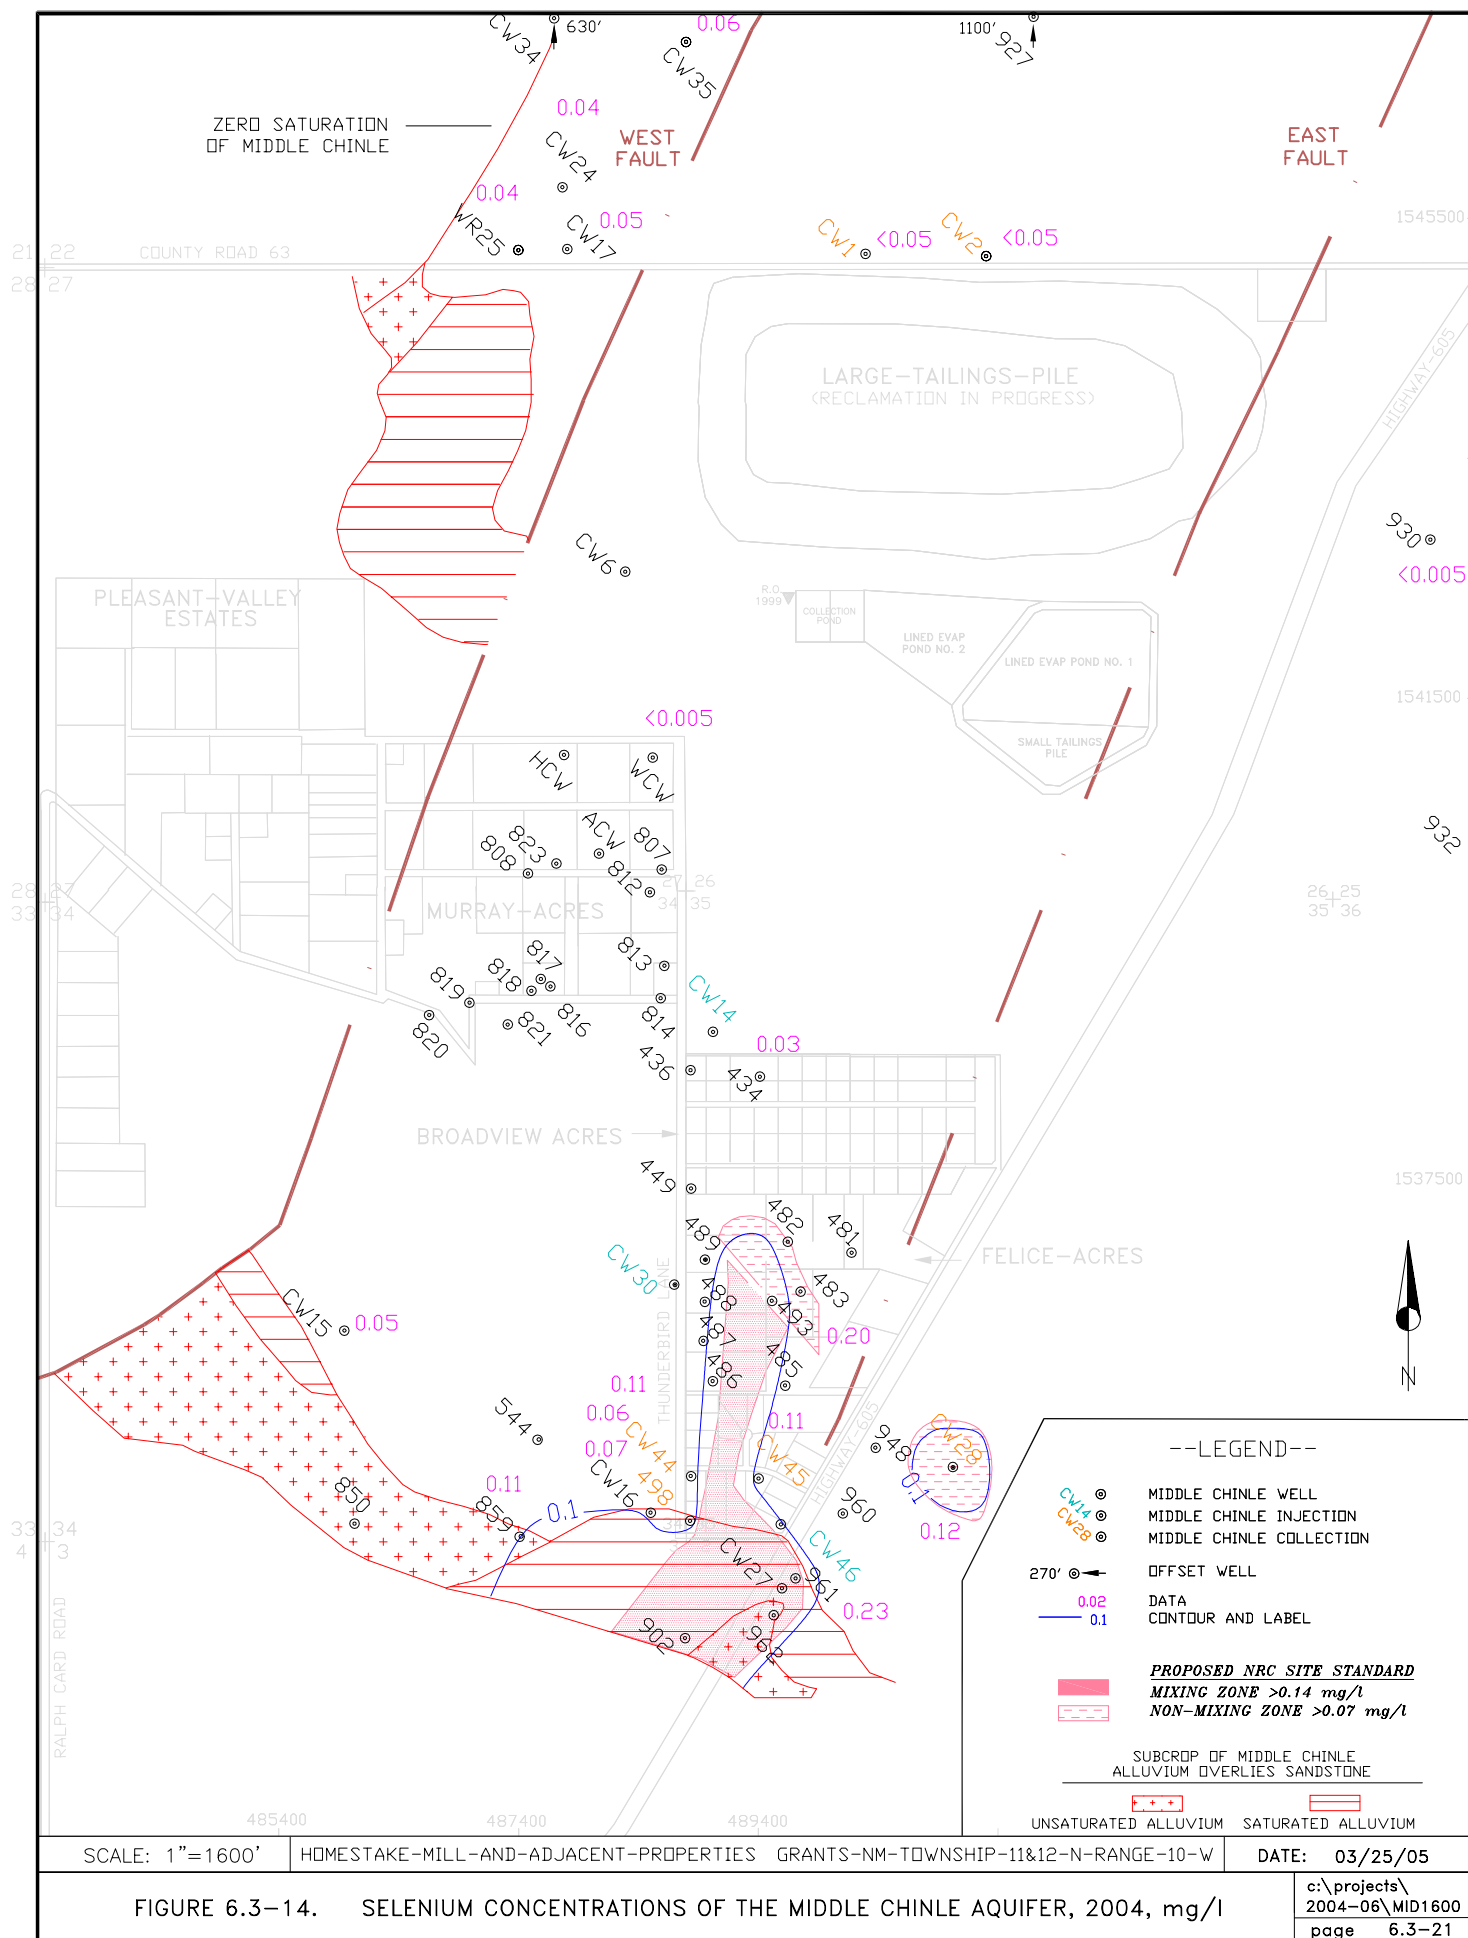 CW34
630'
0.06
CW35
1100'
927
ZERO SATURATION
OF MIDDLE CHINLE
0.04
WEST
FAULT
EAST
FAULT
CW24
0.04
0.05
WR25
CW17
CW1
<0.05
CW2
<0.05
1545500
21 22
28 27
COUNTY ROAD 63
HIGHWAY-605
LARGE-TAILINGS-PILE
(RECLAMATION IN PROGRESS)
CW6
930
<0.005
PLEASANT-VALLEY
ESTATES
R.O.
1999
COLLECTION
POND
LINED EVAP
POND NO. 2
LINED EVAP POND NO. 1
1541500
<0.005
SMALL TAILINGS
PILE
HCW
WCW
932
823
ACW
807
808
812
28 27
33 34
27 26
34 35
26 25
35 36
MURRAY-ACRES
813
817
818
819
816
821
820
814
CW14
436
0.03
434
BROADVIEW ACRES
449
1537500
489
482
481
FELICE-ACRES
CW30
488
483
493
THUNDERBIRD LANE
CW15
0.05
487
0.20
485
486
0.11
0.06
0.11
544
0.07
CW44
CW45
HIGHWAY-605
948
CW28
0.1
0.12
0.11
CW16
498
850
859
0.1
960
33 34
4 3
CW46
CW27
961
0.23
902
963
RALPH CARD ROAD
--LEGEND--
CW14
CW28
MIDDLE CHINLE WELL
MIDDLE CHINLE INJECTION
MIDDLE CHINLE COLLECTION
270'
OFFSET WELL
0.02
DATA
0.1
CONTOUR AND LABEL
PROPOSED NRC SITE STANDARD
MIXING ZONE >0.14 mg/l
NON-MIXING ZONE >0.07 mg/l
SUBCROP OF MIDDLE CHINLE
ALLUVIUM OVERLIES SANDSTONE
UNSATURATED ALLUVIUM
SATURATED ALLUVIUM
N
485400
487400
489400
SCALE: 1"=1600'
HOMESTAKE-MILL-AND-ADJACENT-PROPERTIES GRANTS-NM-TOWNSHIP-11&12-N-RANGE-10-W
DATE: 03/25/05
FIGURE 6.3-14. SELENIUM CONCENTRATIONS OF THE MIDDLE CHINLE AQUIFER, 2004, mg/l
c:\projects\
2004-06\MID1600
page 6.3-21